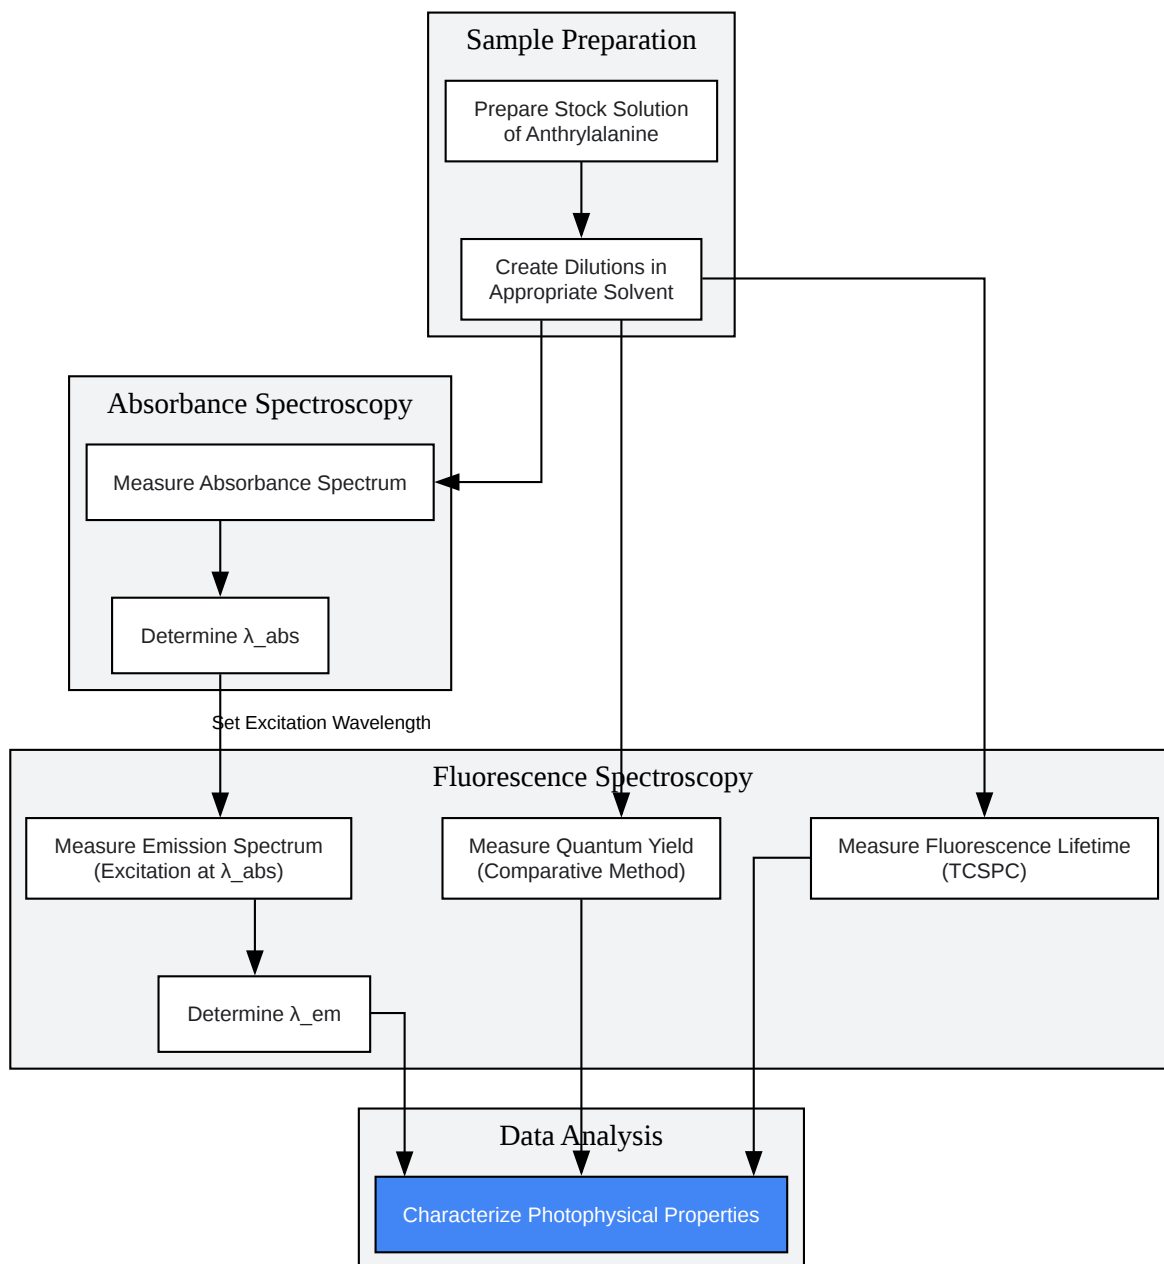 Sample Preparation
Prepare Stock Solution
of Anthrylalanine
Create Dilutions in
Appropriate Solvent
Absorbance Spectroscopy
Measure Absorbance Spectrum
Determine λ_abs
Set Excitation Wavelength
Fluorescence Spectroscopy
Measure Emission Spectrum
(Excitation at λ_abs)
Measure Quantum Yield
(Comparative Method)
Measure Fluorescence Lifetime
(TCSPC)
Determine λ_em
Data Analysis
Characterize Photophysical Properties